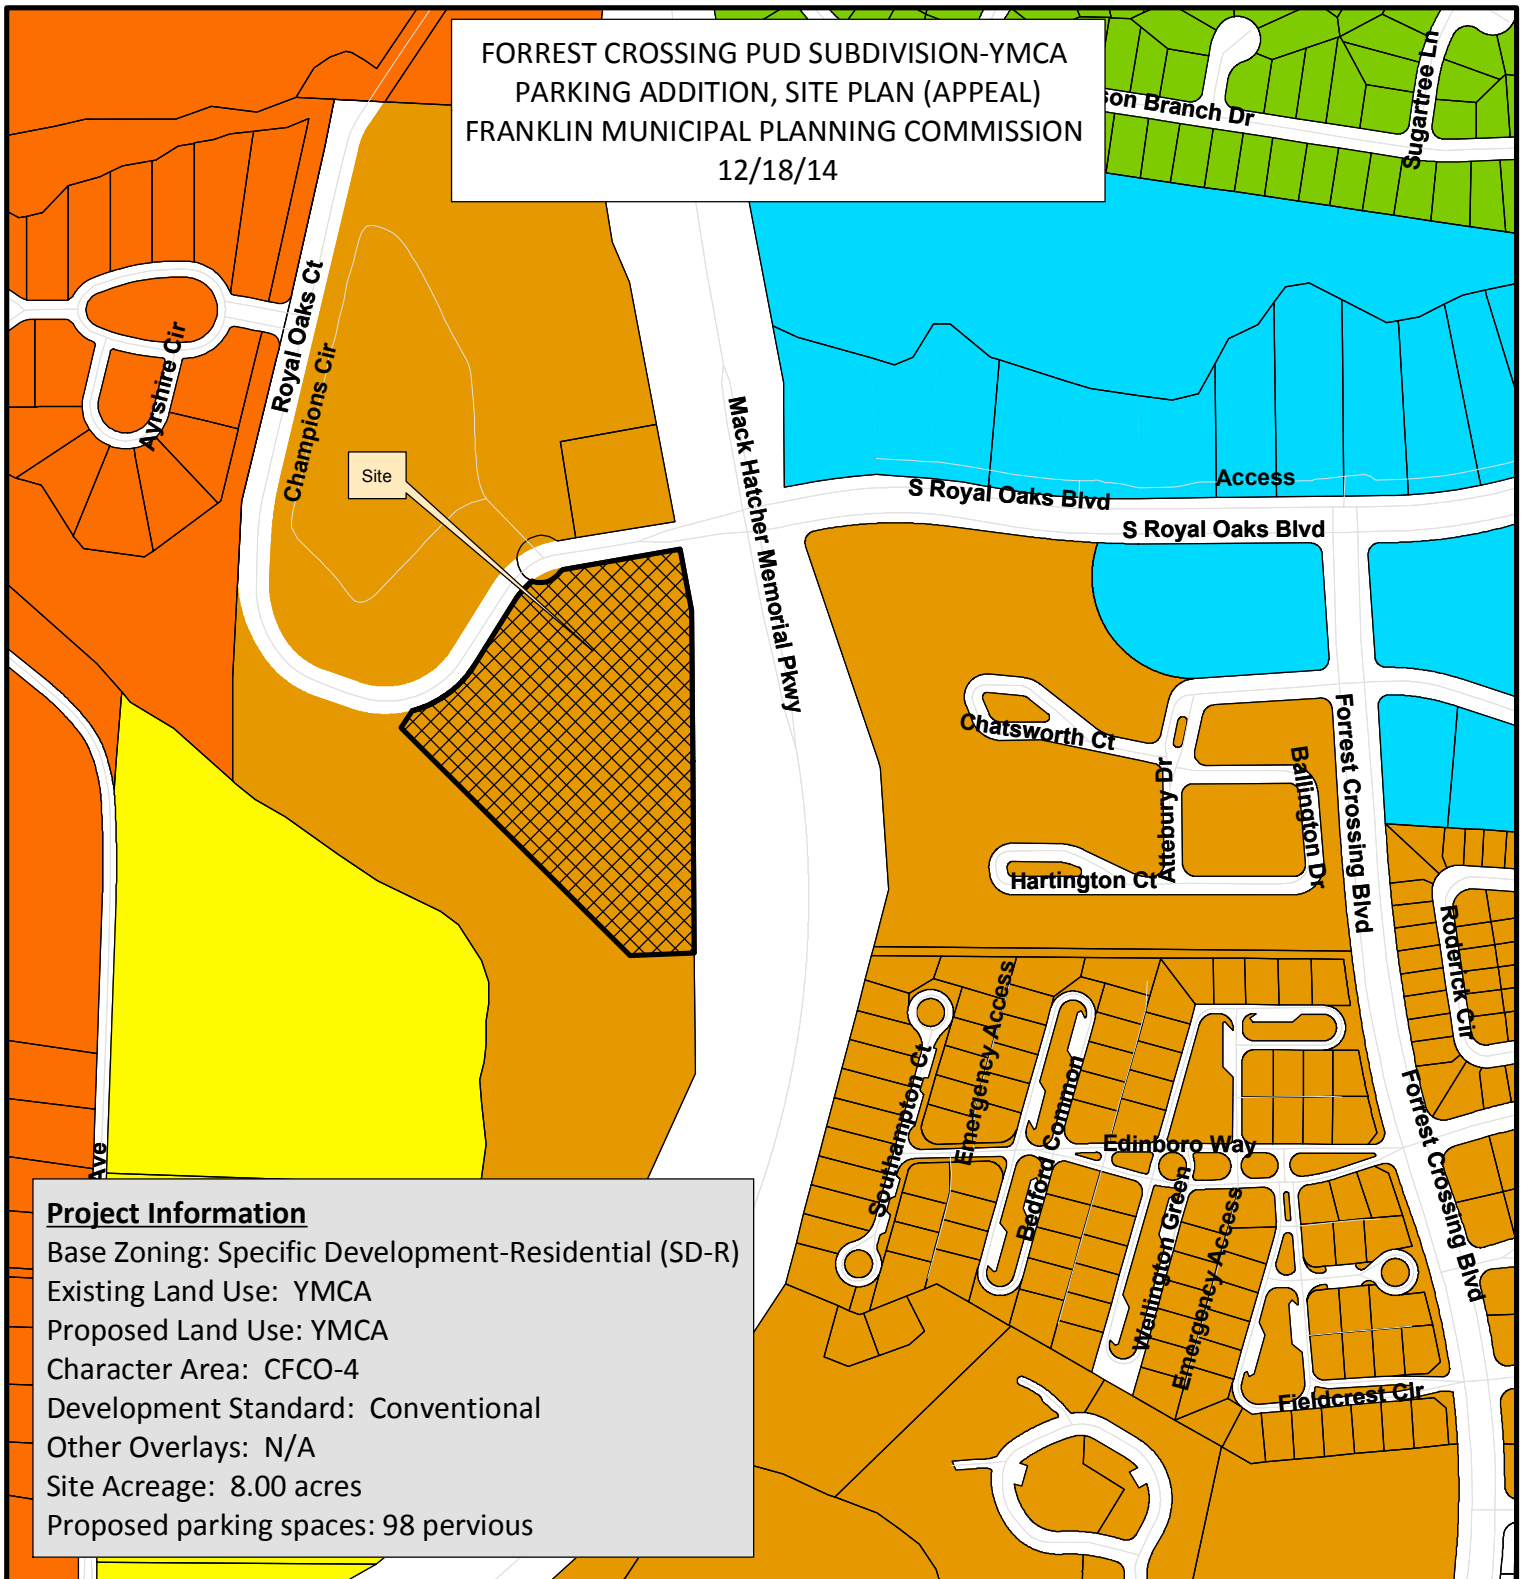 FORREST CROSSING PUD SUBDIVISION-YMCA
PARKING ADDITION, SITE PLAN (APPEAL)
FRANKLIN MUNICIPAL PLANNING COMMISSION
12/18/14
son Branch Dr
Sugartree Ln
Royal Oaks Ct
Champions Cir
Ayrshire Cir
Site
Mack Hatcher Memorial Pkwy
Access
S Royal Oaks Blvd
S Royal Oaks Blvd
Chatsworth Ct
Attebury Dr
Ballington Dr
Forrest Crossing Blvd
Hartington Ct
Roderick Cir
Emergency Access
Southampton Ct
Bedford Common
Edinboro Way
Forrest Crossing Blvd
Wellington Green
Emergency Access
Fieldcrest Cir
Ave
Project Information
Base Zoning: Specific Development-Residential (SD-R)
Existing Land Use: YMCA
Proposed Land Use: YMCA
Character Area: CFCO-4
Development Standard: Conventional
Other Overlays: N/A
Site Acreage: 8.00 acres
Proposed parking spaces: 98 pervious